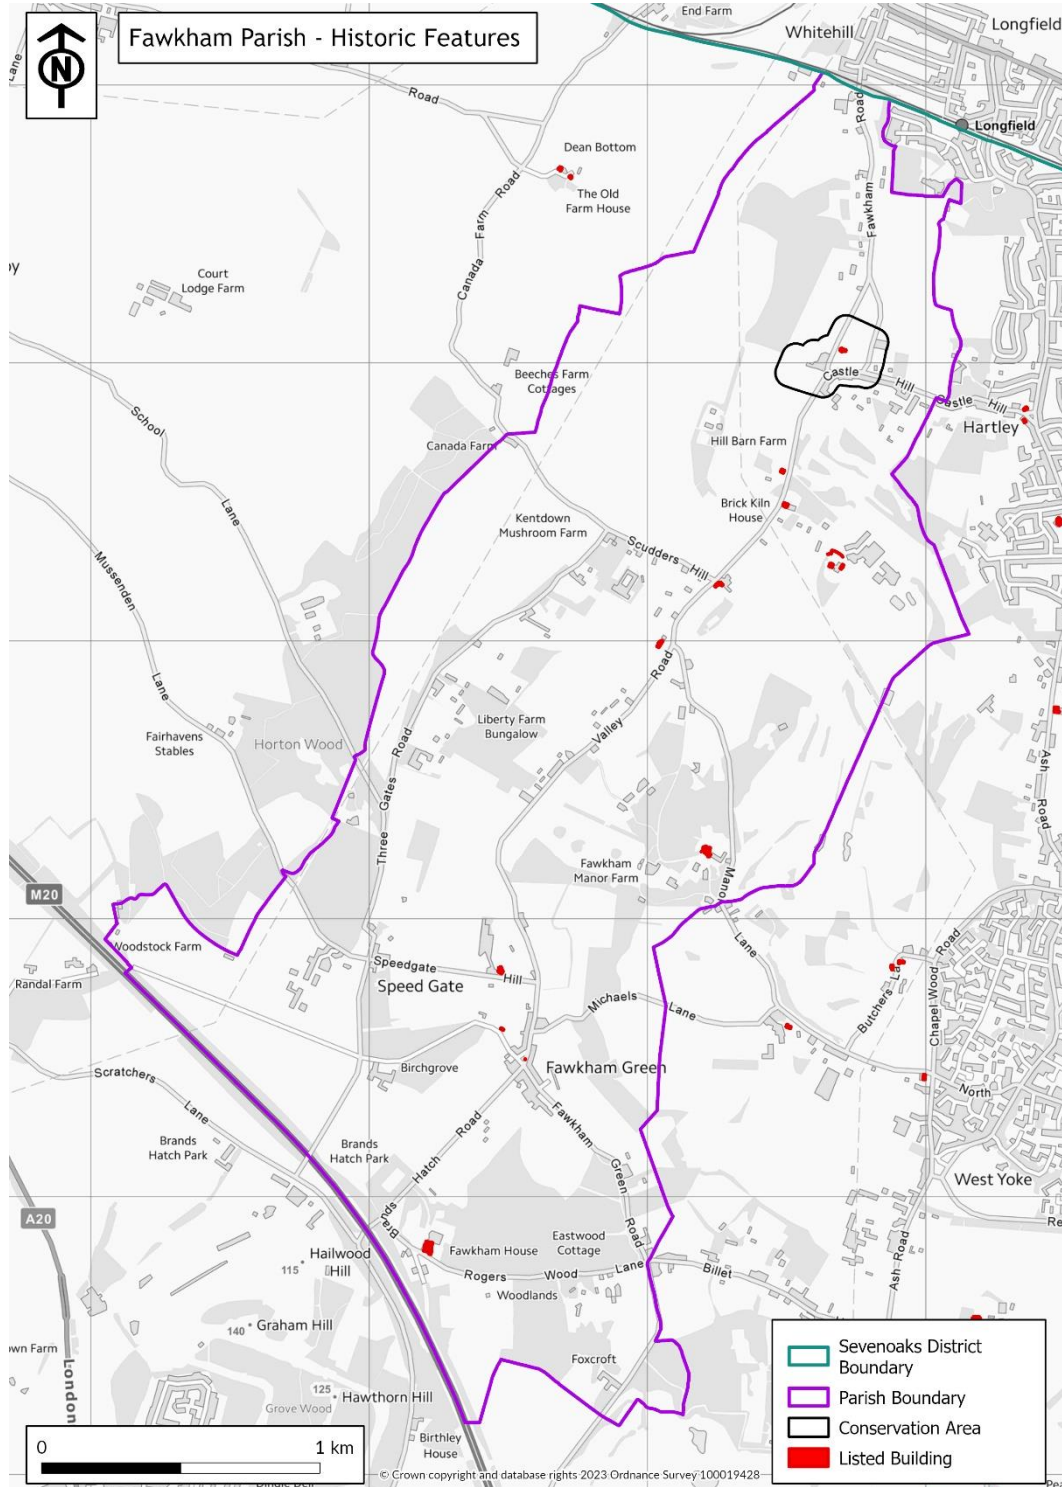 End Farm
Whitehill
Longfield
Lane
N
Fawkham Parish - Historic Features
Road
Road
Longfield
Dean Bottom
The Old
Farm House
Canada Farm Road
Fawkham
Court
Lodge Farm
Beeches Farm
Cottages
Castle Hill
Castle Hill
Hartley
School
Lane
Canada Farm
Hill Barn Farm
Brick Kiln
House
Kentdown
Mushroom Farm
Scudders Hill
Mussenden
Lane
Valley Road
Fairhavens
Stables
Horton Wood
Liberty Farm
Bungalow
Three Gates Road
Ash Road
Fawkham
Manor Farm
Manor
Lane
M20
Woodstock Farm
Randal Farm
Speedgate Hill
Speed Gate
Michaels Lane
Butchers La
Chapel Wood Road
Birchgrove
Fawkham Green
North
Scratchers
Lane
Fawkham Green Road
Brands
Hatch Park
Brands
Hatch Park
Brands Hatch Road
West Yoke
Re
A20
Hailwood
Hill
115
Fawkham House
Eastwood
Cottage
Rogers Wood Lane
Billet
Ash Road
Woodlands
140
Graham Hill
own Farm
London
Foxcroft
125
Hawthorn Hill
Grove Wood
Birthley
House
Sevenoaks District
Boundary
Parish Boundary
Conservation Area
Listed Building
0 1 km
© Crown copyright and database rights 2023 Ordnance Survey 100019428